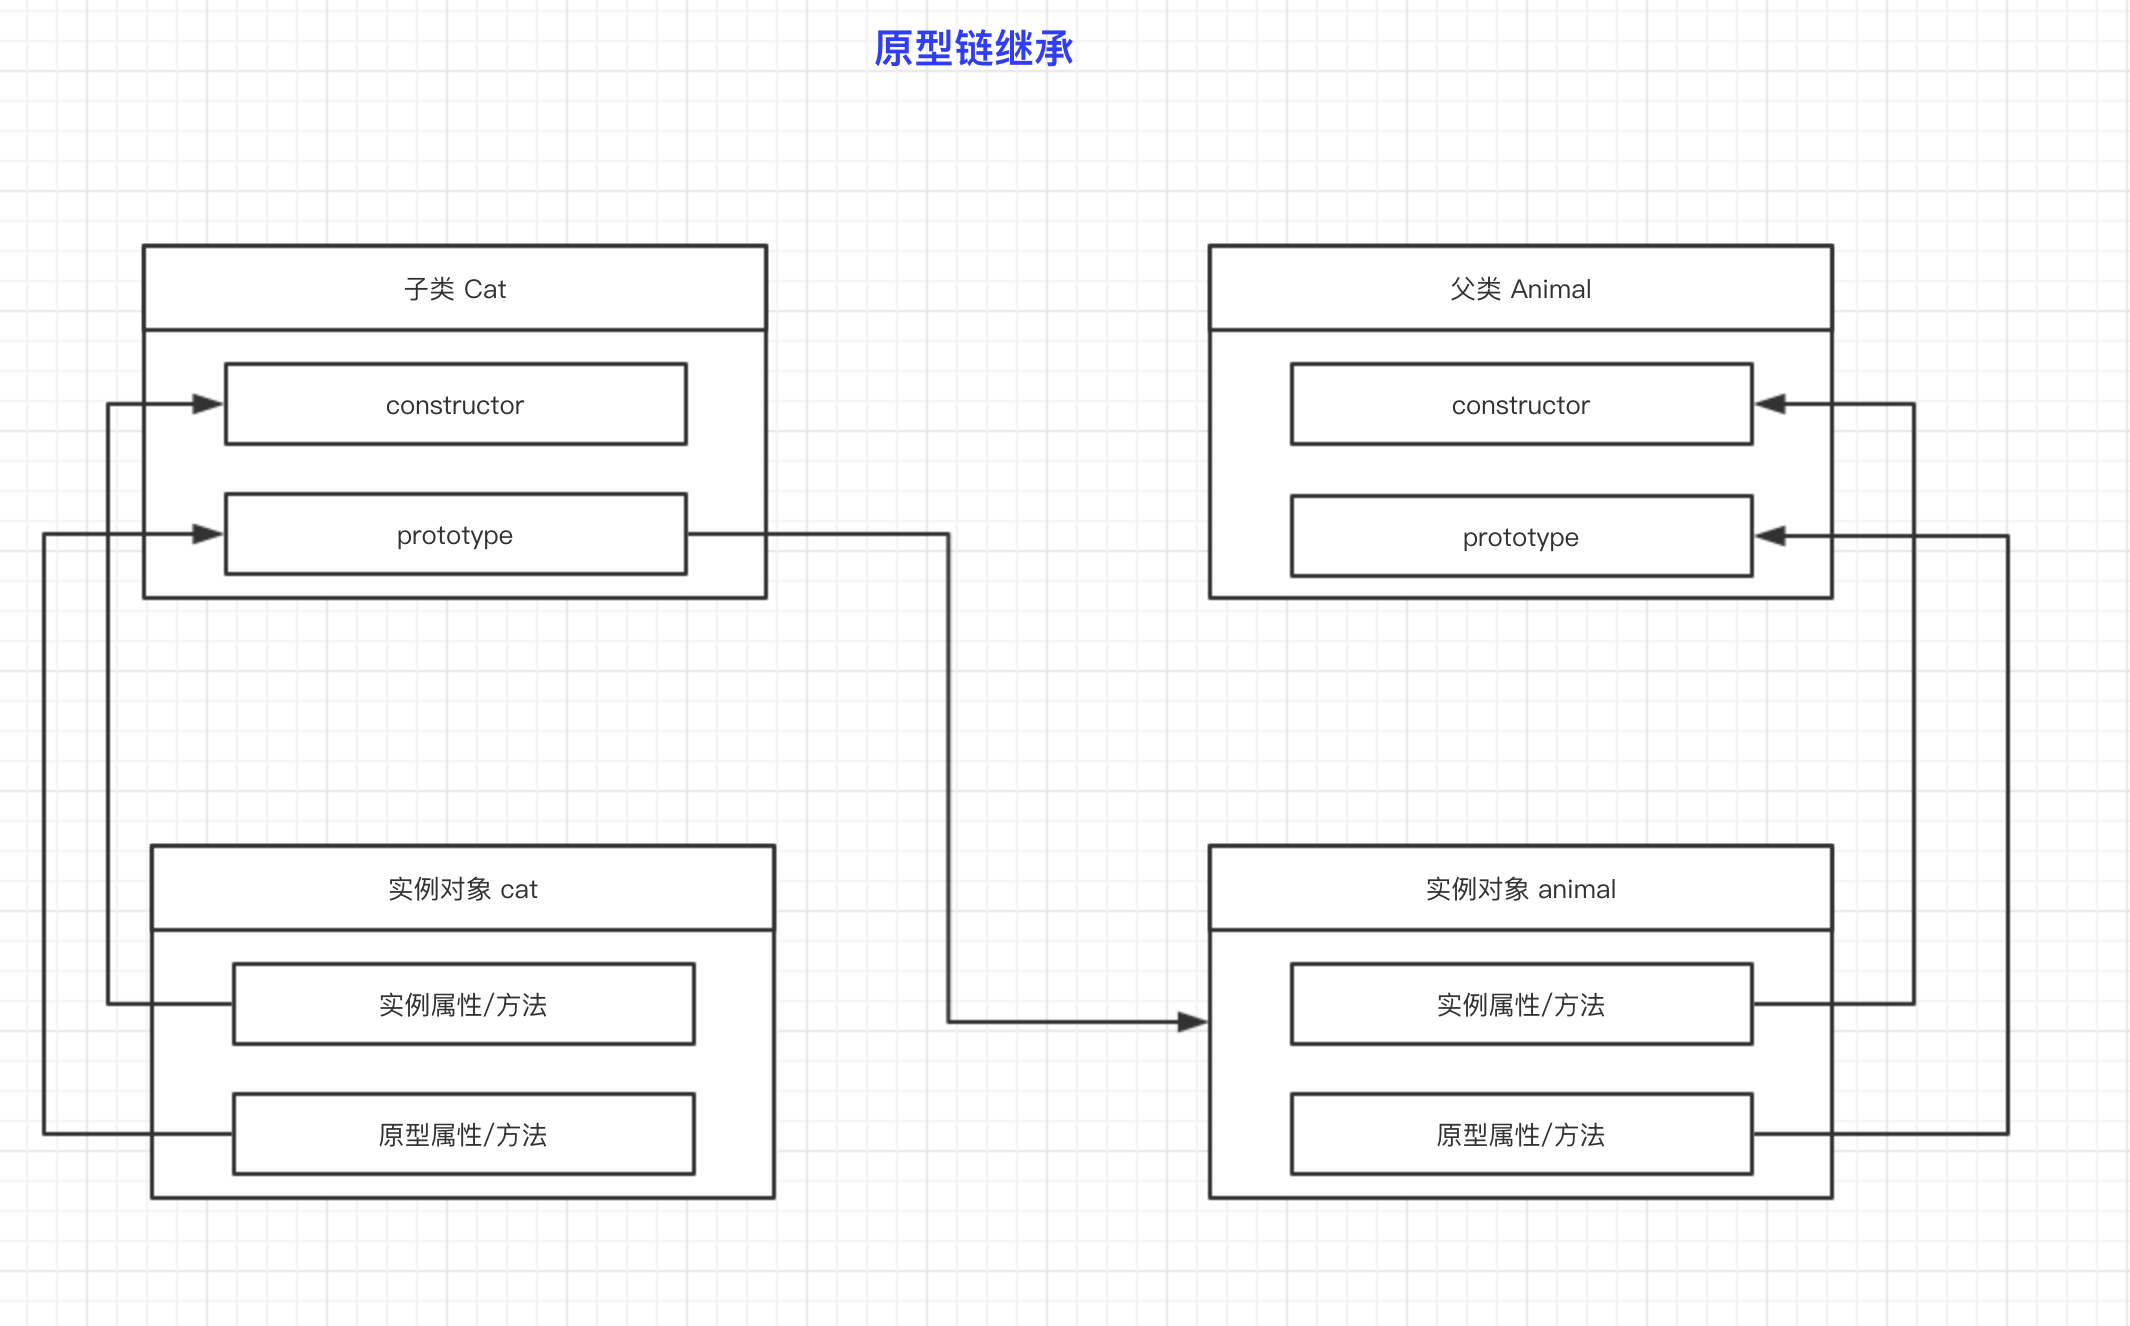 原型链继承
子类 Cat
constructor
prototype
父类 Animal
constructor
prototype
实例对象 cat
实例属性/方法
原型属性/方法
实例对象 animal
实例属性/方法
原型属性/方法